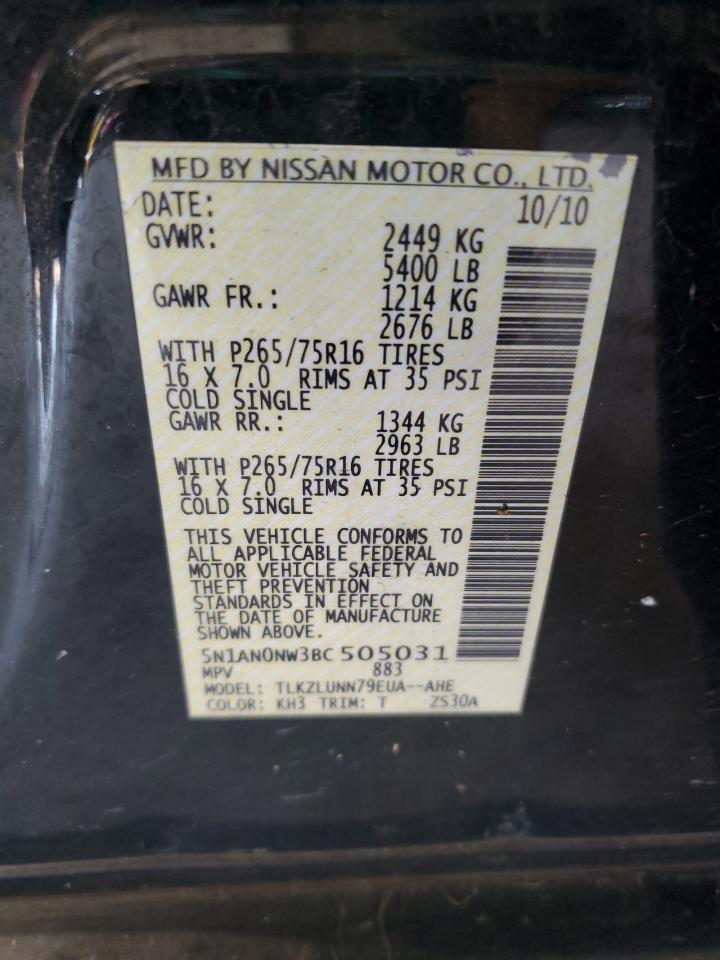 MFD BY NISSAN MOTOR CO., LTD.
DATE: 10/10
GVWR: 2449 KG
5400 LB
GAWR FR.: 1214 KG
2676 LB
WITH P265/75R16 TIRES
16 X 7.0 RIMS AT 35 PSI
COLD SINGLE
GAWR RR.: 1344 KG
2963 LB
WITH P265/75R16 TIRES
16 X 7.0 RIMS AT 35 PSI
COLD SINGLE
THIS VEHICLE CONFORMS TO
ALL APPLICABLE FEDERAL
MOTOR VEHICLE SAFETY AND
THEFT PREVENTION
STANDARDS IN EFFECT ON
THE DATE OF MANUFACTURE
SHOWN ABOVE.
5N1AN0NW3BC505031
MPV 883
MODEL: TLKZLUNN79EUA--AHE
COLOR: KH3 TRIM: T ZS30A